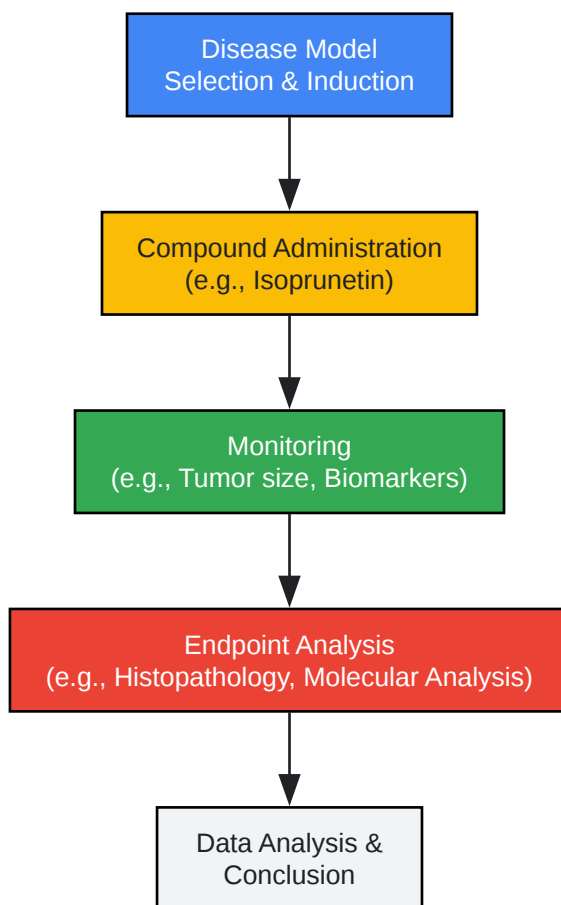 Disease Model
Selection & Induction
Compound Administration
(e.g., Isoprunetin)
Monitoring
(e.g., Tumor size, Biomarkers)
Endpoint Analysis
(e.g., Histopathology, Molecular Analysis)
Data Analysis &
Conclusion